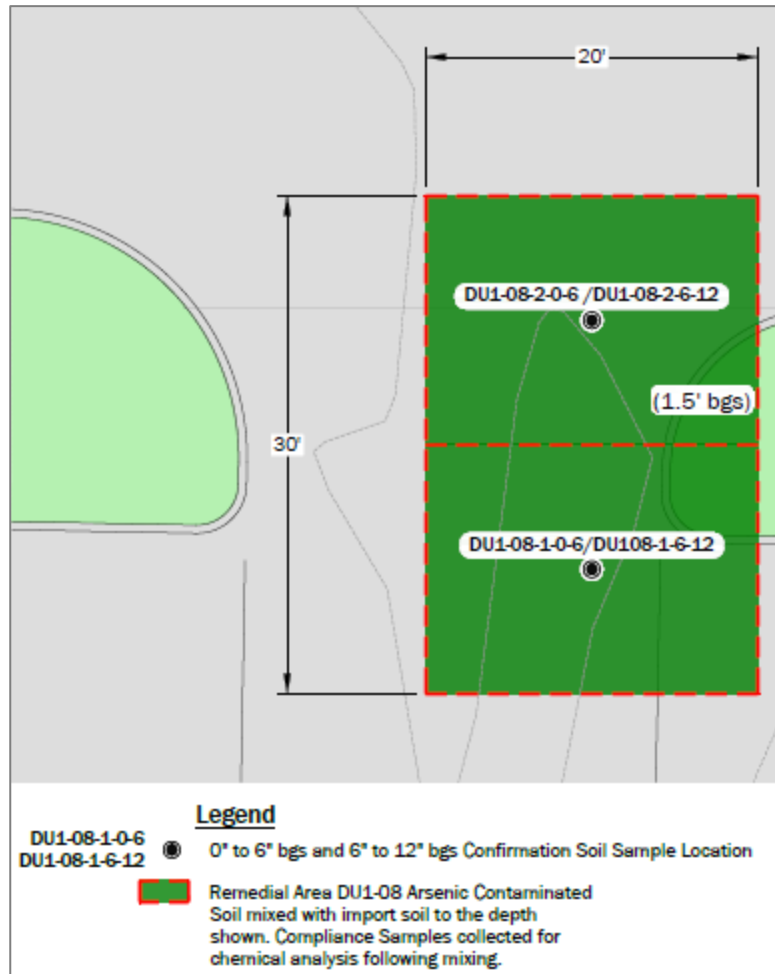 20'
DU1-08-2-0-6 /DU1-08-2-6-12
(1.5' bgs)
30'
DU1-08-1-0-6/DU108-1-6-12
Legend
DU1-08-1-0-6
DU1-08-1-6-12
0" to 6" bgs and 6" to 12" bgs Confirmation Soil Sample Location
Remedial Area DU1-08 Arsenic Contaminated
Soil mixed with import soil to the depth
shown. Compliance Samples collected for
chemical analysis following mixing.